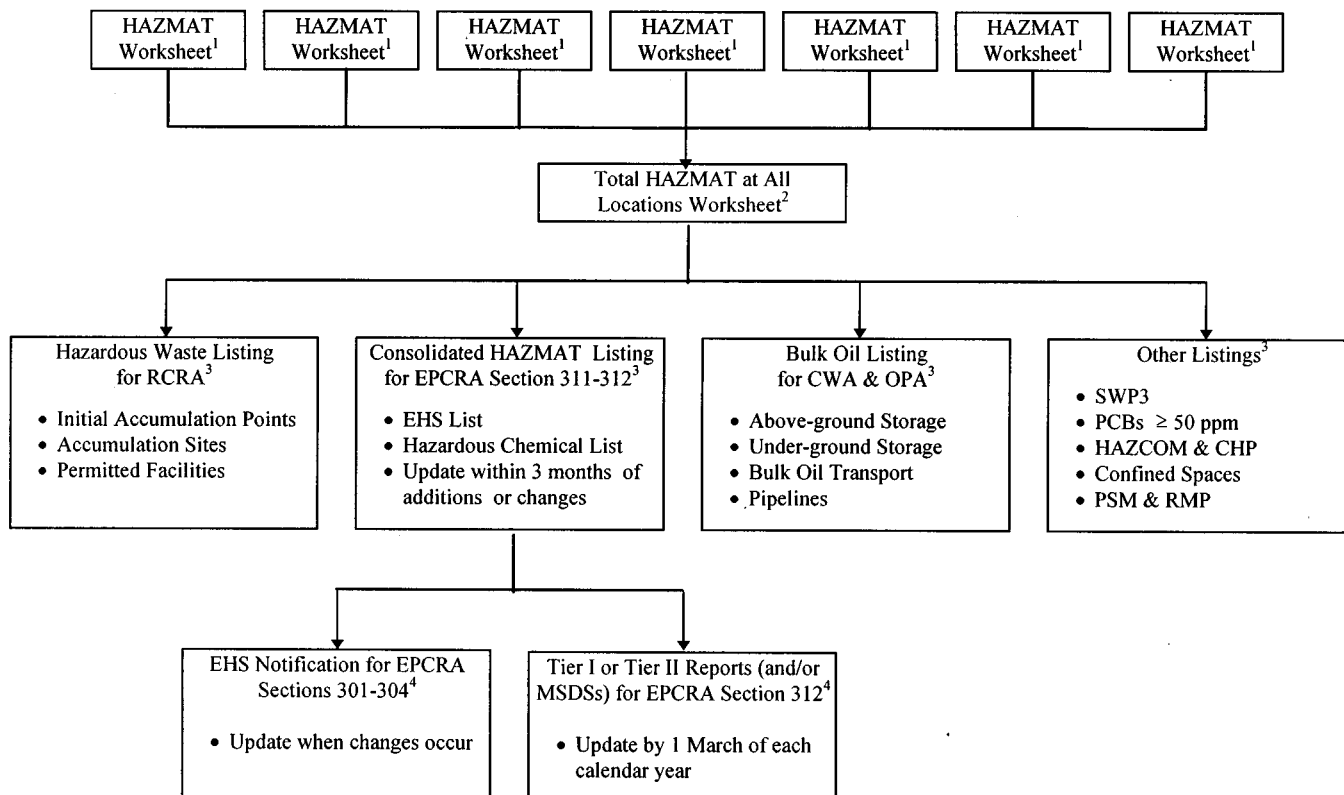 HAZMAT
Worksheet¹
HAZMAT
Worksheet¹
HAZMAT
Worksheet¹
HAZMAT
Worksheet¹
HAZMAT
Worksheet¹
HAZMAT
Worksheet¹
HAZMAT
Worksheet¹
Total HAZMAT at All
Locations Worksheet²
Hazardous Waste Listing
for RCRA³
• Initial Accumulation Points
• Accumulation Sites
• Permitted Facilities
Consolidated HAZMAT Listing
for EPCRA Section 311-312³
• EHS List
• Hazardous Chemical List
• Update within 3 months of
additions or changes
Bulk Oil Listing
for CWA & OPA³
• Above-ground Storage
• Under-ground Storage
• Bulk Oil Transport
• Pipelines
Other Listings³
• SWP3
• PCBs ≥ 50 ppm
• HAZCOM & CHP
• Confined Spaces
• PSM & RMP
EHS Notification for EPCRA
Sections 301-304⁴
• Update when changes occur
Tier I or Tier II Reports (and/or
MSDSs) for EPCRA Section 312⁴
• Update by 1 March of each
calendar year